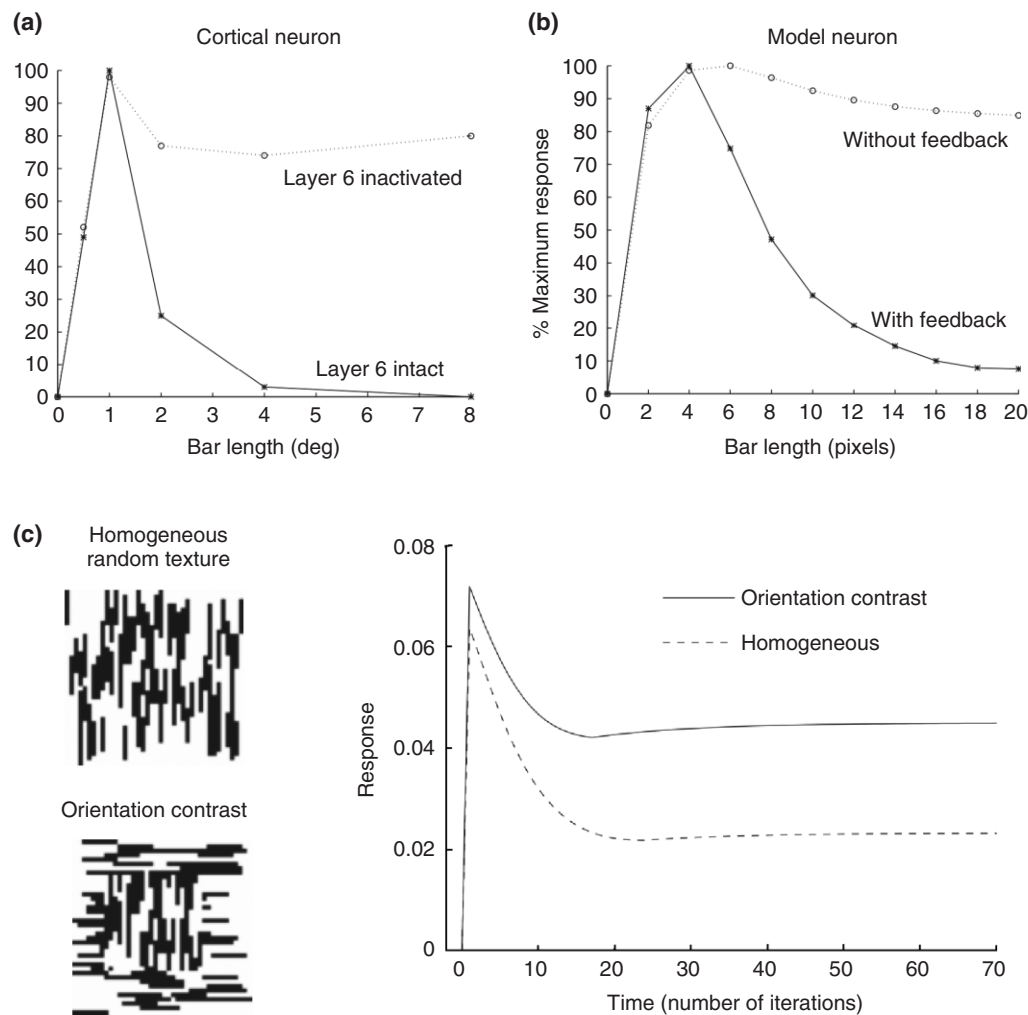 (a)
Cortical neuron
100
90
80
70
60
50
40
30
20
10
0
Layer 6 inactivated
Layer 6 intact
0 1 2 3 4 5 6 7 8
Bar length (deg)
(b)
Model neuron
% Maximum response
100
90
80
70
60
50
40
30
20
10
0
Without feedback
With feedback
0 2 4 6 8 10 12 14 16 18 20
Bar length (pixels)
(c)
Homogeneous
random texture
Orientation contrast
Response
0.08
0.06
0.04
0.02
0
Orientation contrast
Homogeneous
0 10 20 30 40 50 60 70
Time (number of iterations)